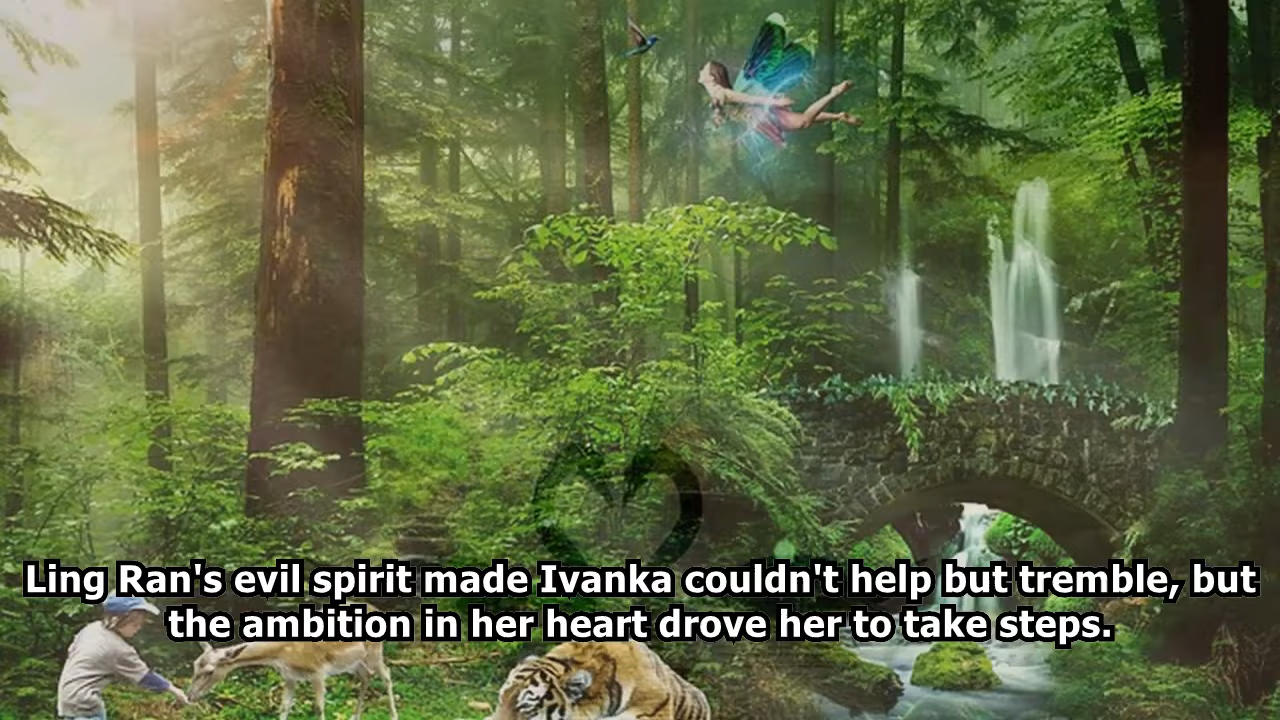 Ling Ran's evil spirit made Ivanka couldn't help but tremble, but
the ambition in her heart drove her to take steps.